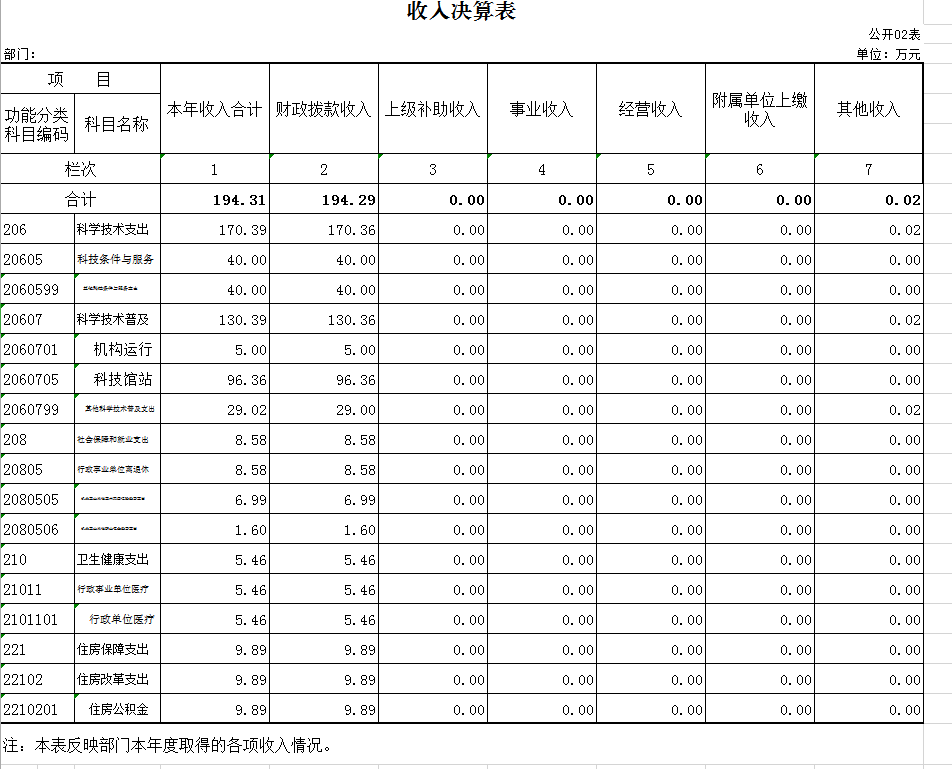 收入决算表
公开02表
部门： 单位：万元
项 目 本年收入合计 财政拨款收入 上级补助收入 事业收入 经营收入 附属单位上缴收入 其他收入
功能分类科目编码 科目名称
栏次 1 2 3 4 5 6 7
合计 194.31 194.29 0.00 0.00 0.00 0.00 0.02
206 科学技术支出 170.39 170.36 0.00 0.00 0.00 0.00 0.02
20605 科技条件与服务 40.00 40.00 0.00 0.00 0.00 0.00 0.00
2060599 其他科技条件与服务支出 40.00 40.00 0.00 0.00 0.00 0.00 0.00
20607 科学技术普及 130.39 130.36 0.00 0.00 0.00 0.00 0.02
2060701 机构运行 5.00 5.00 0.00 0.00 0.00 0.00 0.00
2060705 科技馆站 96.36 96.36 0.00 0.00 0.00 0.00 0.00
2060799 其他科学技术普及支出 29.02 29.00 0.00 0.00 0.00 0.00 0.02
208 社会保障和就业支出 8.58 8.58 0.00 0.00 0.00 0.00 0.00
20805 行政事业单位离退休 8.58 8.58 0.00 0.00 0.00 0.00 0.00
2080505 6.99 6.99 0.00 0.00 0.00 0.00 0.00
2080506 1.60 1.60 0.00 0.00 0.00 0.00 0.00
210 卫生健康支出 5.46 5.46 0.00 0.00 0.00 0.00 0.00
21011 行政事业单位医疗 5.46 5.46 0.00 0.00 0.00 0.00 0.00
2101101 行政单位医疗 5.46 5.46 0.00 0.00 0.00 0.00 0.00
221 住房保障支出 9.89 9.89 0.00 0.00 0.00 0.00 0.00
22102 住房改革支出 9.89 9.89 0.00 0.00 0.00 0.00 0.00
2210201 住房公积金 9.89 9.89 0.00 0.00 0.00 0.00 0.00
注：本表反映部门本年度取得的各项收入情况。